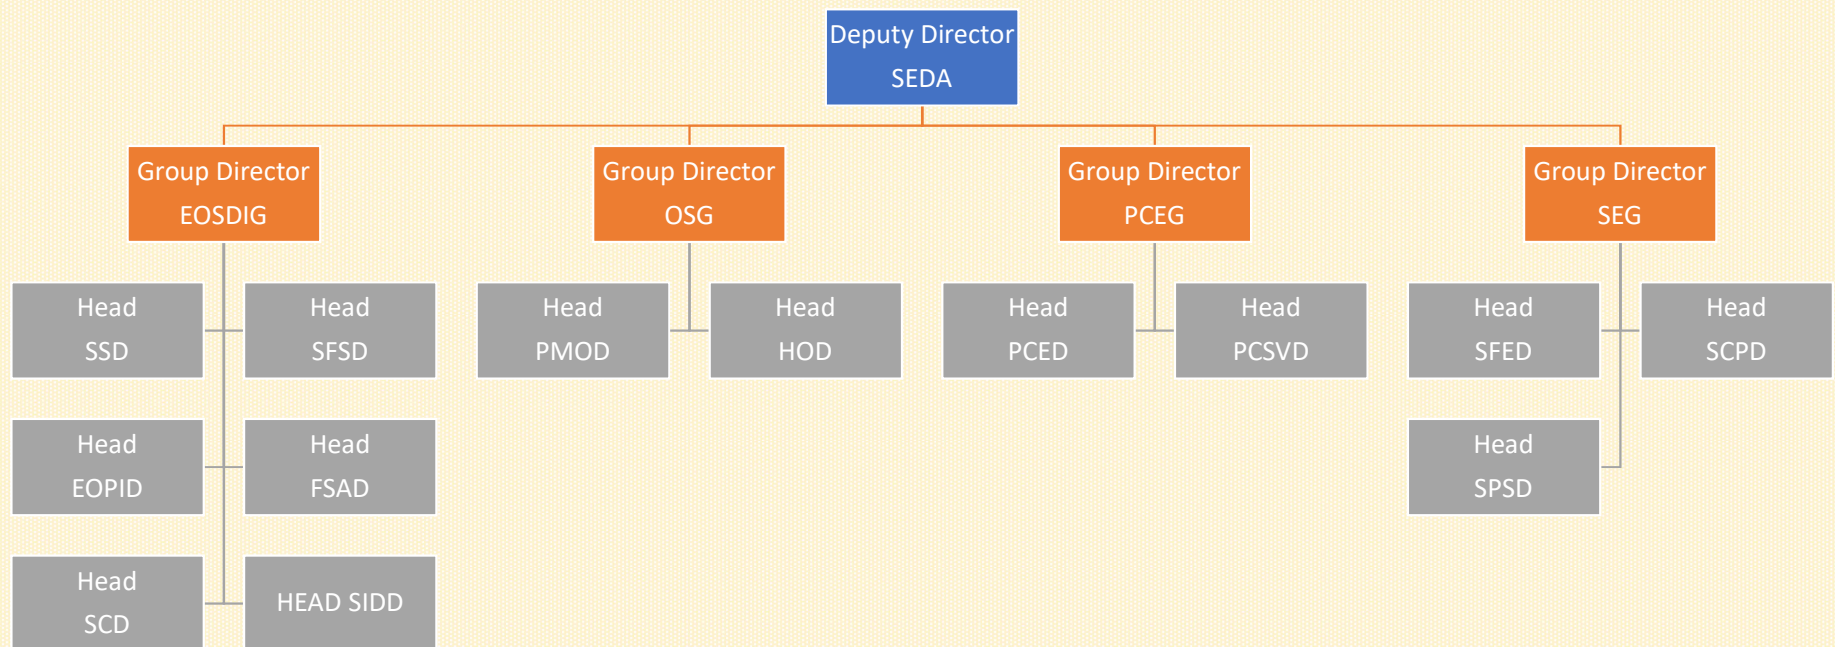 Deputy Director
SEDA
Group Director
EOSDIG
Group Director
OSG
Group Director
PCEG
Group Director
SEG
Head
SSD
Head
SFSD
Head
PMOD
Head
HOD
Head
PCED
Head
PCSVD
Head
SFED
Head
SCPD
Head
EOPID
Head
FSAD
Head
SPSD
Head
SCD
HEAD SIDD